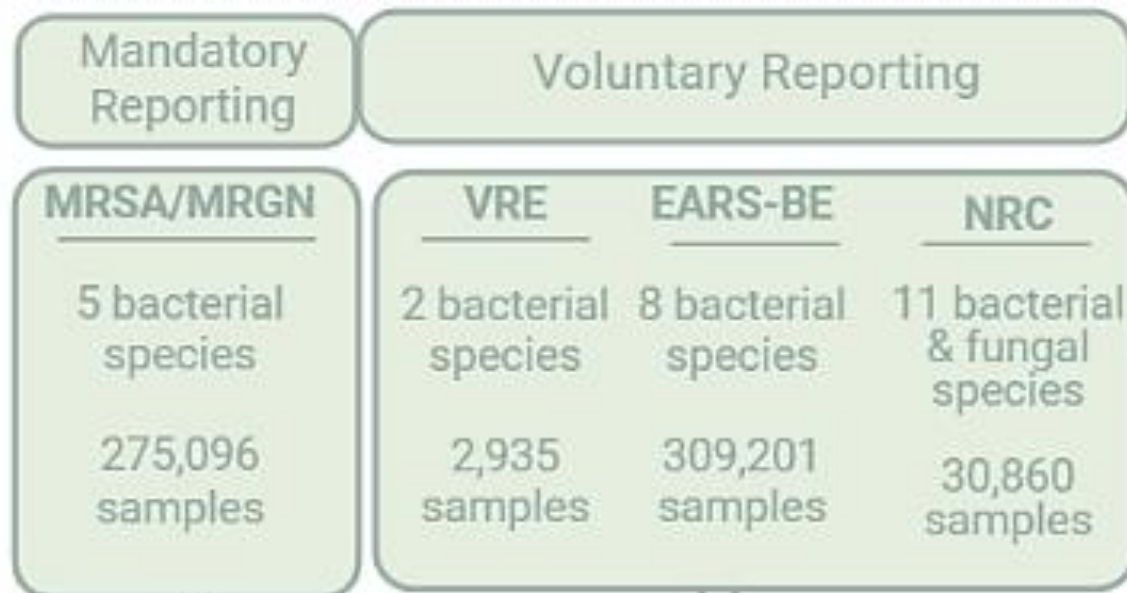 Mandatory
Reporting
Voluntary Reporting
MRSA/MRGN
5 bacterial
species
275,096
samples
VRE
2 bacterial
species
2,935
samples
EARS-BE
8 bacterial
species
309,201
samples
NRC
11 bacterial
& fungal
species
30,860
samples